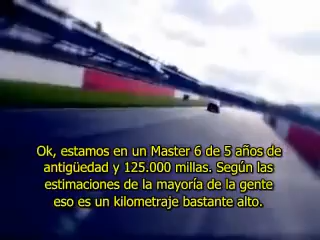 Ok, estamos en un Master 6 de 5 años de
antigüedad y 125.000 millas. Según las
estimaciones de la mayoría de la gente
eso es un kilometraje bastante alto.